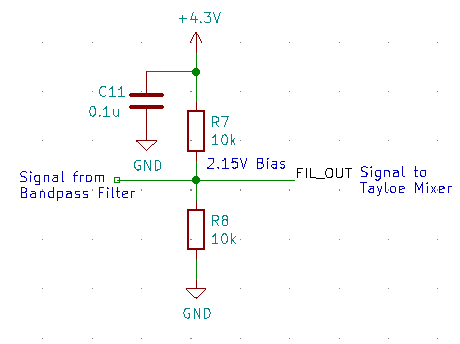 +4.3V
C11
0.1u
R7
10k
GND
2.15V Bias
Signal from
Bandpass Filter
FIL_OUT
Signal to
Tayloe Mixer
R8
10k
GND